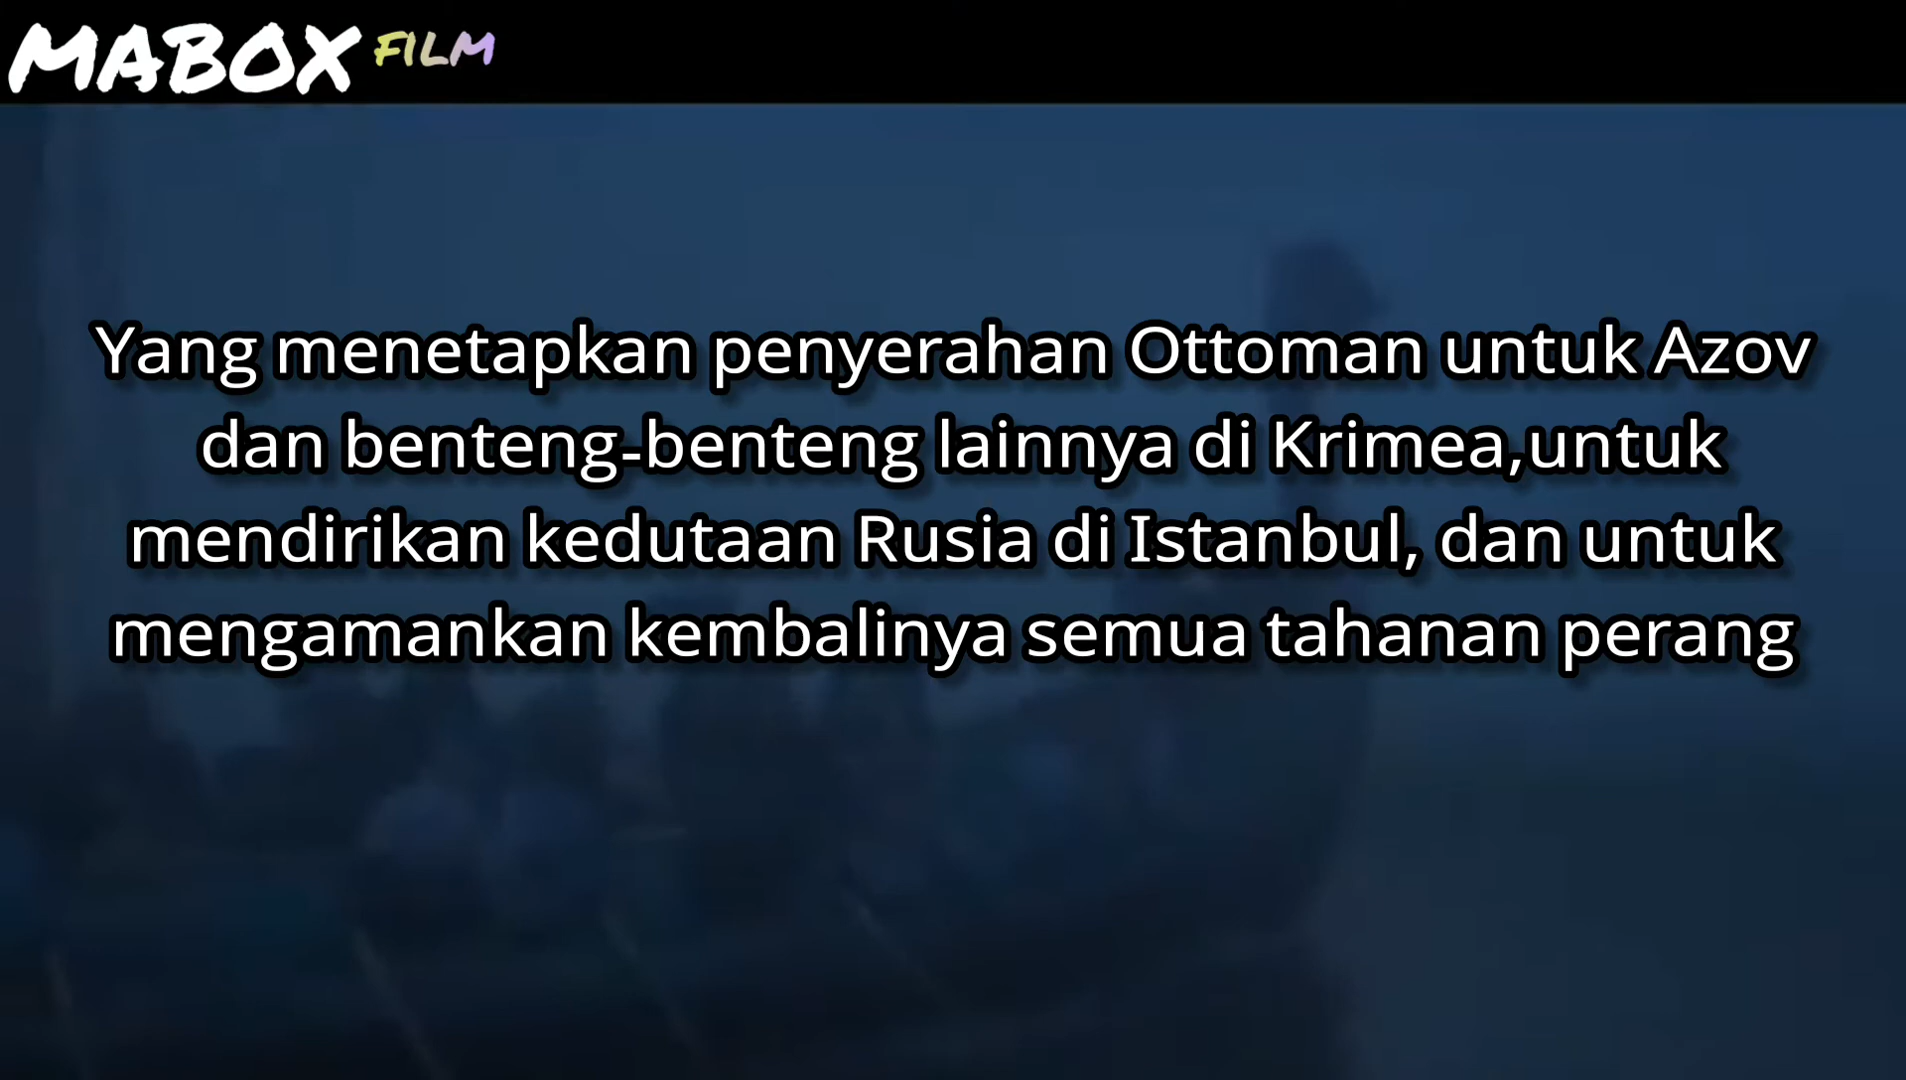 MABOX FILM
Yang menetapkan penyerahan Ottoman untuk Azov
dan benteng-benteng lainnya di Krimea,untuk
mendirikan kedutaan Rusia di Istanbul, dan untuk
mengamankan kembalinya semua tahanan perang